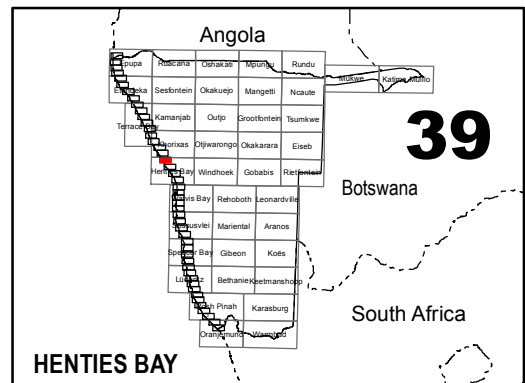 Angola
Epupa Ruacana Oshakati Mpungu Rundu
Mukwe Katima Mulilo
Sesfontein Okakuejo Mangetti Ncaute
39
Terrace Bay Kamanjab Outjo Grootfontein Tsumkwe
Khorixas Otjiwarongo Okakarara Eiseb
Henties Bay Windhoek Gobabis Rietfontein
Botswana
Walvis Bay Rehoboth Leonardville
Sossusvlei Mariental Aranos
Spencer Bay Gibeon Koës
Lüderitz Bethanie Keetmanshoop
Rosh Pinah Karasburg
South Africa
Oranjemund Warmbad
HENTIES BAY